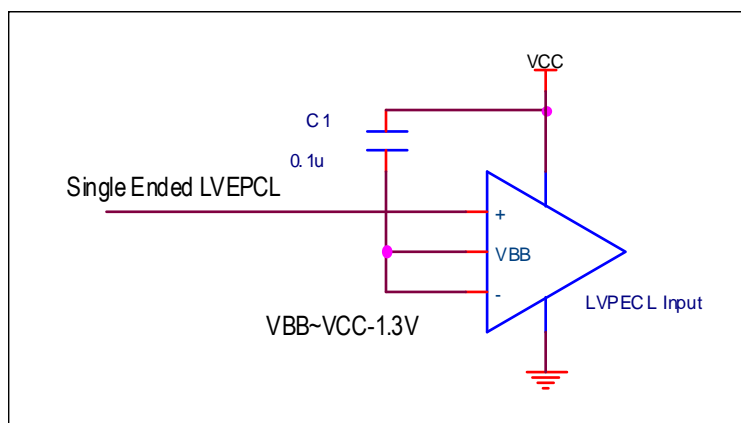 VCC
C1
0.1u
Single Ended LVEPCL
+
VBB
-
LVPECL Input
VBB~VCC-1.3V